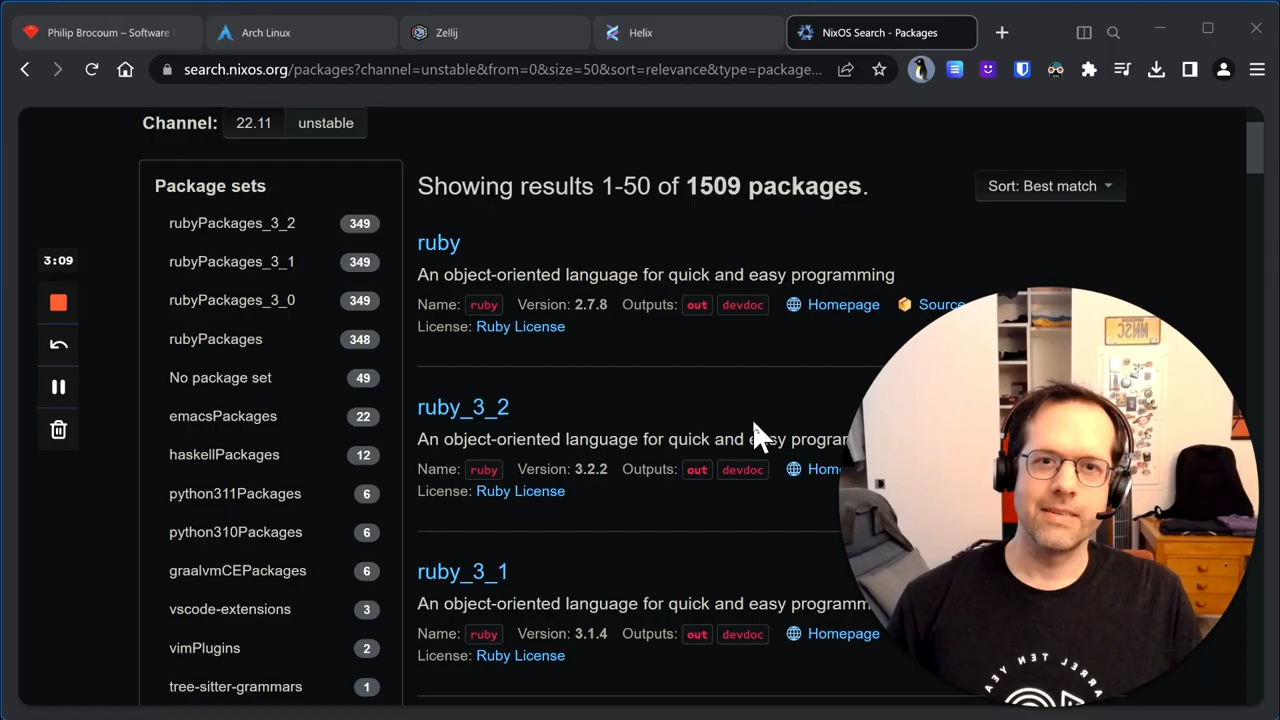 Philip Brocoum – Software
Arch Linux
Zellij
Helix
NixOS Search - Packages
search.nixos.org/packages?channel=unstable&from=0&size=50&sort=relevance&type=package...
Channel: 22.11 unstable
Package sets
rubyPackages_3_2 349
rubyPackages_3_1 349
rubyPackages_3_0 349
rubyPackages 348
No package set 49
emacsPackages 22
haskellPackages 12
python311Packages 6
python310Packages 6
graalvmCEPackages 6
vscode-extensions 3
vimPlugins 2
tree-sitter-grammars 1
3:09
Showing results 1-50 of 1509 packages.
Sort: Best match
ruby
An object-oriented language for quick and easy programming
Name: ruby Version: 2.7.8 Outputs: out devdoc Homepage Source
License: Ruby License
ruby_3_2
An object-oriented language for quick and easy
Name: ruby Version: 3.2.2 Outputs: out devdoc
License: Ruby License
ruby_3_1
An object-oriented language for quick and easy
Name: ruby Version: 3.1.4 Outputs: out devdoc Homepage
License: Ruby License